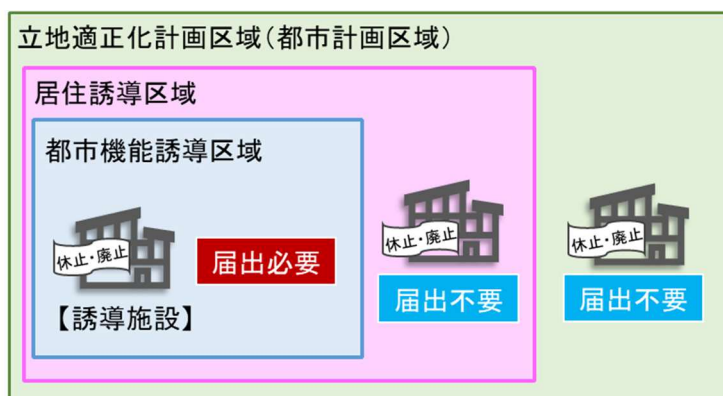 立地適正化計画区域（都市計画区域）
居住誘導区域
都市機能誘導区域
休止・廃止
届出必要
【誘導施設】
休止・廃止
届出不要
休止・廃止
届出不要